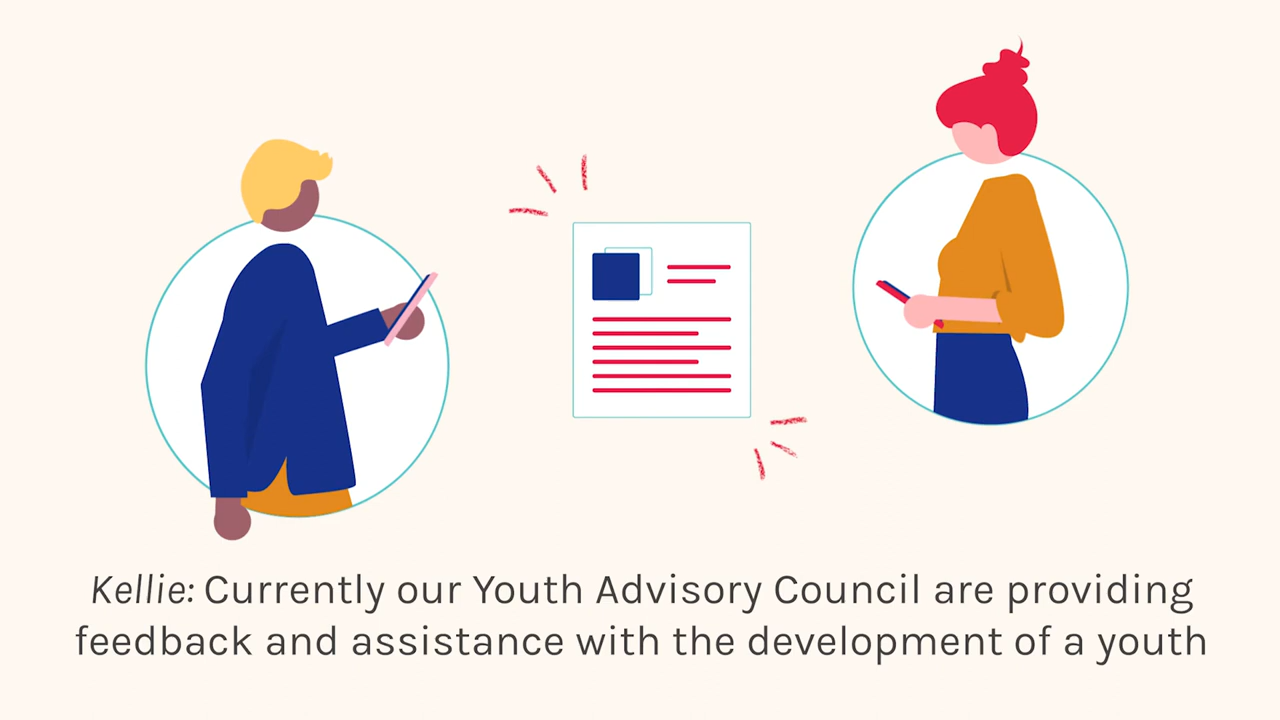 Kellie: Currently our Youth Advisory Council are providing
feedback and assistance with the development of a youth